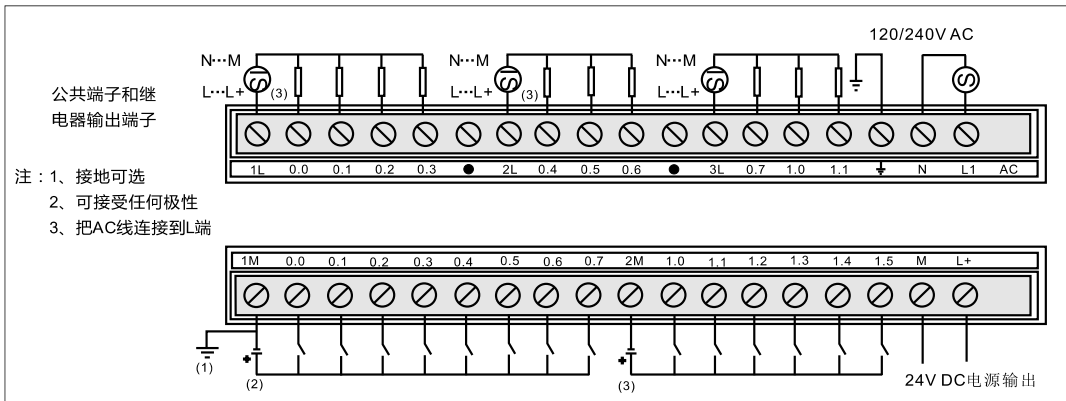 120/240V AC
N···M N···M N···M
L···L+ (3) L···L+ (3) L···L+
公共端子和继
电器输出端子
1L 0.0 0.1 0.2 0.3 ● 2L 0.4 0.5 0.6 ● 3L 0.7 1.0 1.1 ⏚ N L1 AC
注：1、接地可选
2、可接受任何极性
3、把AC线连接到L端
1M 0.0 0.1 0.2 0.3 0.4 0.5 0.6 0.7 2M 1.0 1.1 1.2 1.3 1.4 1.5 M L+
(1) + (2) + (3)
24V DC电源输出